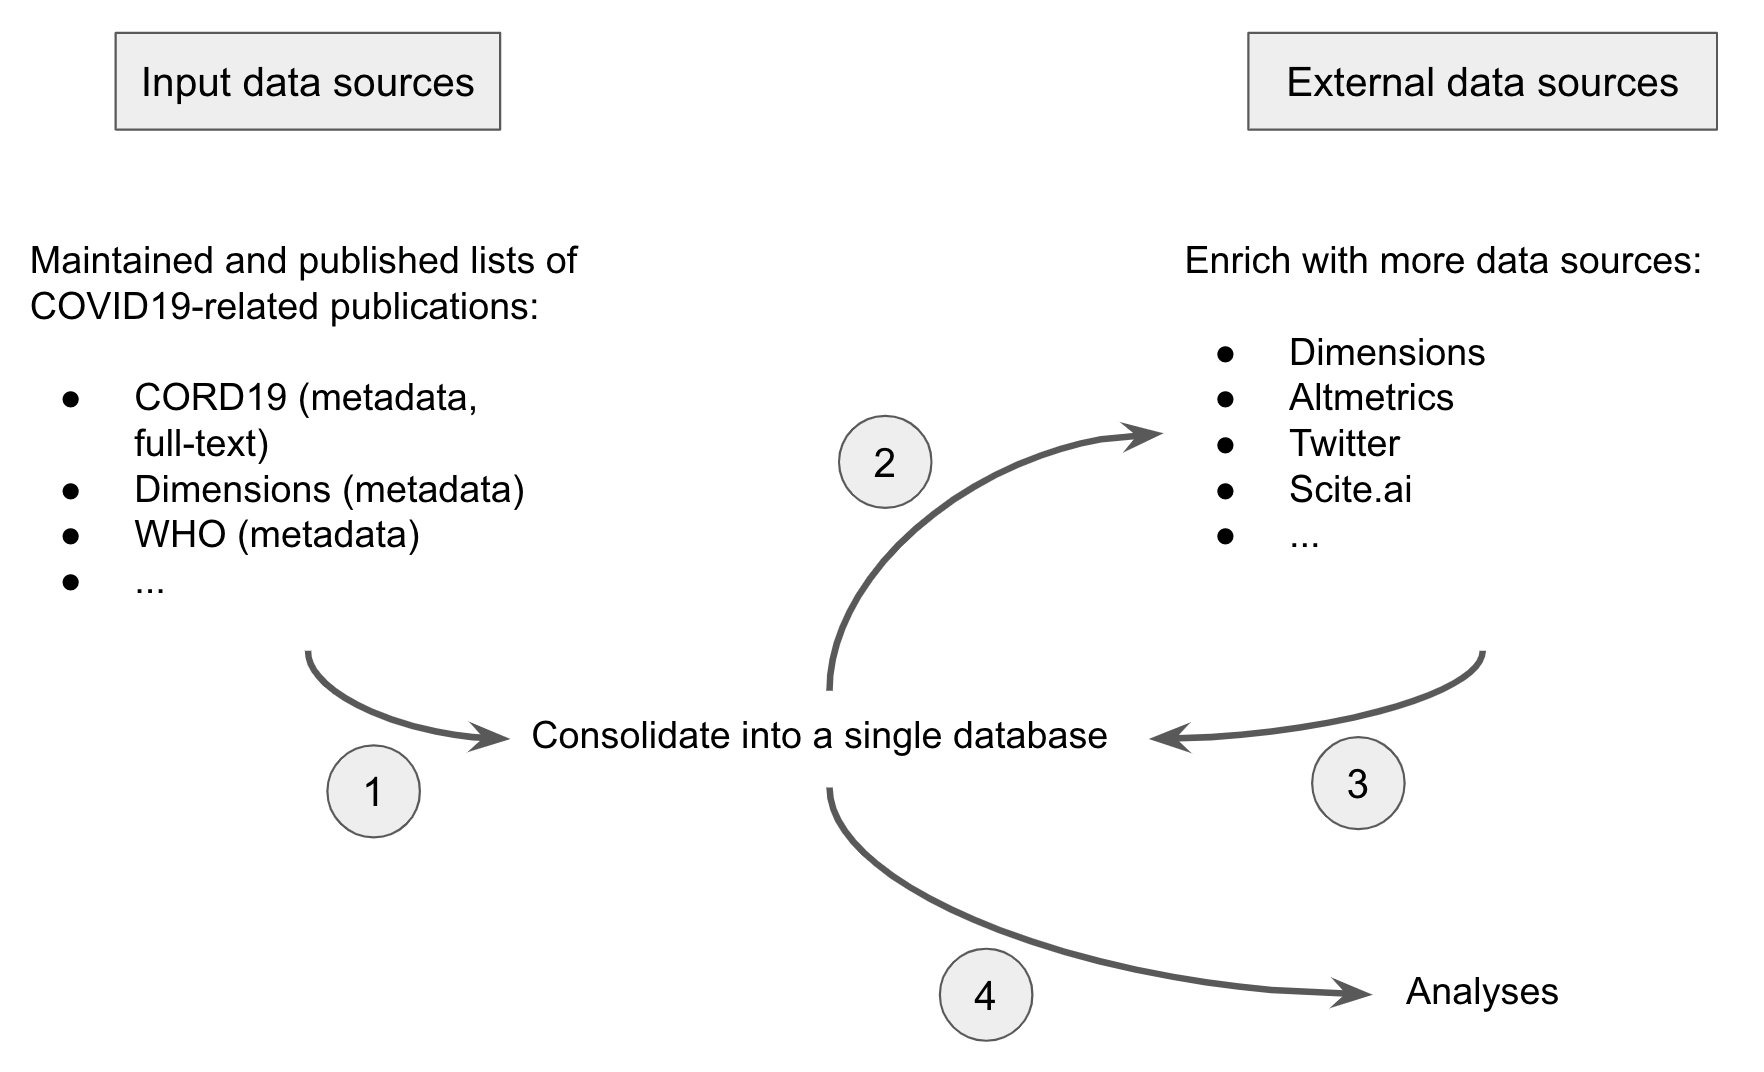 Input data sources
External data sources
Maintained and published lists of
COVID19-related publications:
● CORD19 (metadata,
full-text)
● Dimensions (metadata)
● WHO (metadata)
● ...
Enrich with more data sources:
● Dimensions
● Altmetrics
● Twitter
● Scite.ai
● ...
2
Consolidate into a single database
1
3
4
Analyses